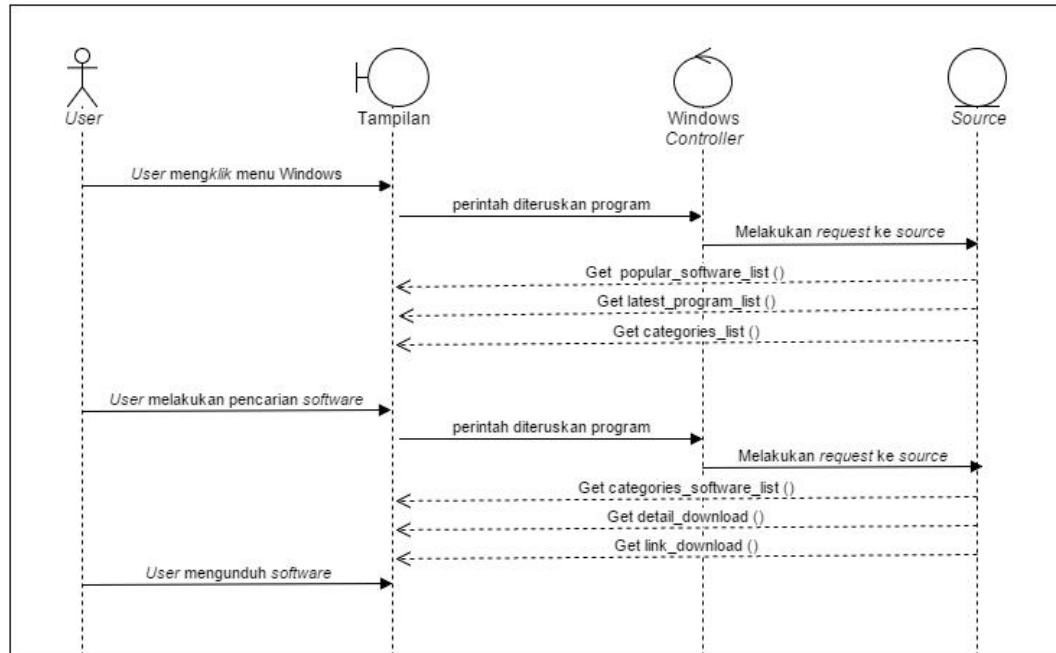 User
Tampilan
Windows
Controller
Source
User mengklik menu Windows
perintah diteruskan program
Melakukan request ke source
Get popular_software_list ()
Get latest_program_list ()
Get categories_list ()
User melakukan pencarian software
perintah diteruskan program
Melakukan request ke source
Get categories_software_list ()
Get detail_download ()
Get link_download ()
User mengunduh software